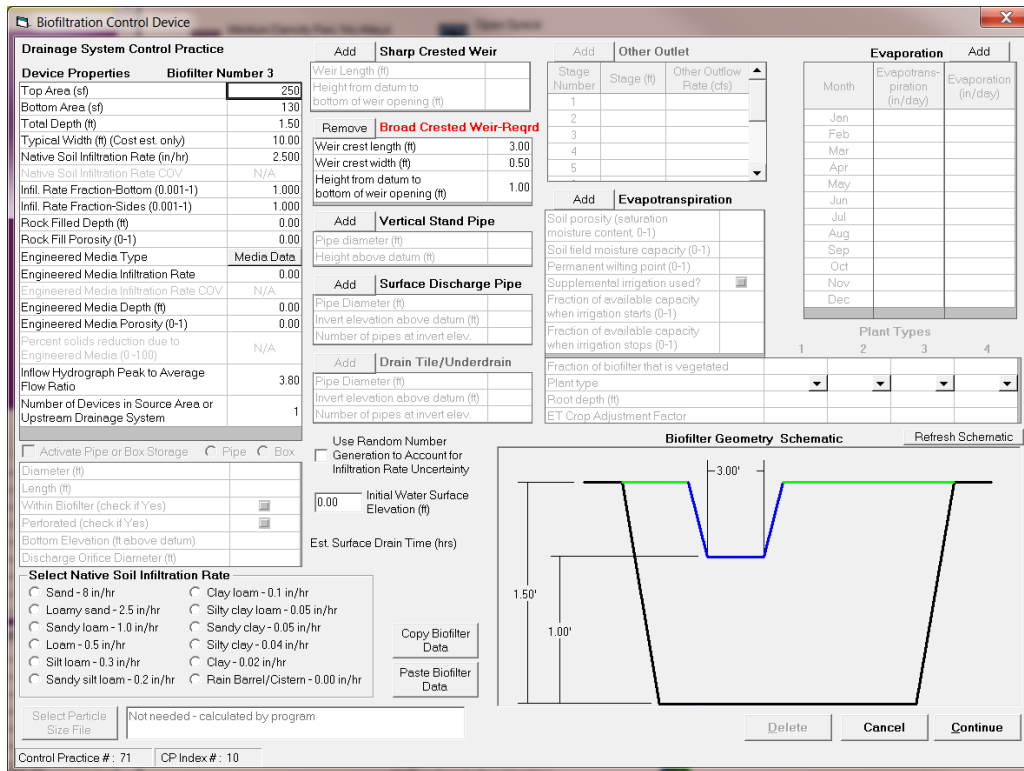 Biofiltration Control Device
Drainage System Control Practice
Device Properties Biofilter Number 3
Top Area (sf) 250
Bottom Area (sf) 130
Total Depth (ft) 1.50
Typical Width (ft) (Cost est. only) 10.00
Native Soil Infiltration Rate (in/hr) 2.500
Native Soil Infiltration Rate COV N/A
Infil. Rate Fraction-Bottom (0.001-1) 1.000
Infil. Rate Fraction-Sides (0.001-1) 1.000
Rock Filled Depth (ft) 0.00
Rock Fill Porosity (0-1) 0.00
Engineered Media Type Media Data
Engineered Media Infiltration Rate 0.00
Engineered Media Infiltration Rate COV N/A
Engineered Media Depth (ft) 0.00
Engineered Media Porosity (0-1) 0.00
Percent solids reduction due to
Engineered Media (0 -100) N/A
Inflow Hydrograph Peak to Average
Flow Ratio 3.80
Number of Devices in Source Area or
Upstream Drainage System 1
Activate Pipe or Box Storage Pipe Box
Diameter (ft)
Length (ft)
Within Biofilter (check if Yes)
Perforated (check if Yes)
Bottom Elevation (ft above datum)
Discharge Orifice Diameter (ft)
Select Native Soil Infiltration Rate
Sand - 8 in/hr
Loamy sand - 2.5 in/hr
Sandy loam - 1.0 in/hr
Loam - 0.5 in/hr
Silt loam - 0.3 in/hr
Sandy silt loam - 0.2 in/hr
Clay loam - 0.1 in/hr
Silty clay loam - 0.05 in/hr
Sandy clay - 0.05 in/hr
Silty clay - 0.04 in/hr
Clay - 0.02 in/hr
Rain Barrel/Cistern - 0.00 in/hr
Select Particle
Size File
Not needed - calculated by program
Control Practice # : 71 CP Index # : 10
Add Sharp Crested Weir
Weir Length (ft)
Height from datum to
bottom of weir opening (ft)
Remove Broad Crested Weir-Reqrd
Weir crest length (ft) 3.00
Weir crest width (ft) 0.50
Height from datum to
bottom of weir opening (ft) 1.00
Add Vertical Stand Pipe
Pipe diameter (ft)
Height above datum (ft)
Add Surface Discharge Pipe
Pipe Diameter (ft)
Invert elevation above datum (ft)
Number of pipes at invert elev.
Add Drain Tile/Underdrain
Pipe Diameter (ft)
Invert elevation above datum (ft)
Number of pipes at invert elev.
Use Random Number
Generation to Account for
Infiltration Rate Uncertainty
0.00 Initial Water Surface
Elevation (ft)
Est. Surface Drain Time (hrs)
Copy Biofilter
Data
Paste Biofilter
Data
Add Other Outlet
Stage
Number Stage (ft) Other Outflow
Rate (cfs)
1
2
3
4
5
Add Evapotranspiration
Soil porosity (saturation
moisture content, 0-1)
Soil field moisture capacity (0-1)
Permanent wilting point (0-1)
Supplemental irrigation used?
Fraction of available capacity
when irrigation starts (0-1)
Fraction of available capacity
when irrigation stops (0-1)
Fraction of biofilter that is vegetated
Plant type
Root depth (ft)
ET Crop Adjustment Factor
Evaporation Add
Month Evapotrans-
piration
(in/day) Evaporation
(in/day)
Jan
Feb
Mar
Apr
May
Jun
Jul
Aug
Sep
Oct
Nov
Dec
Plant Types
1 2 3 4
Biofilter Geometry Schematic Refresh Schematic
3.00'
1.50'
1.00'
Delete Cancel Continue